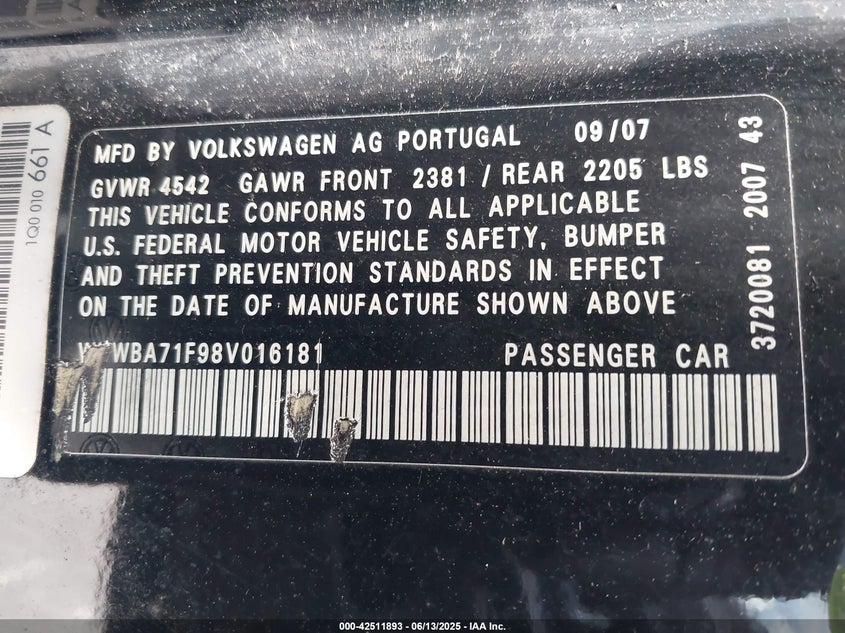 MFD BY VOLKSWAGEN AG PORTUGAL 09/07
GVWR 4542 GAWR FRONT 2381 / REAR 2205 LBS
THIS VEHICLE CONFORMS TO ALL APPLICABLE
U.S. FEDERAL MOTOR VEHICLE SAFETY, BUMPER
AND THEFT PREVENTION STANDARDS IN EFFECT
ON THE DATE OF MANUFACTURE SHOWN ABOVE
PASSENGER CAR
3720081 2007 43
1Q0 010 661 A
000-42511893 - 06/13/2025 - IAA Inc.